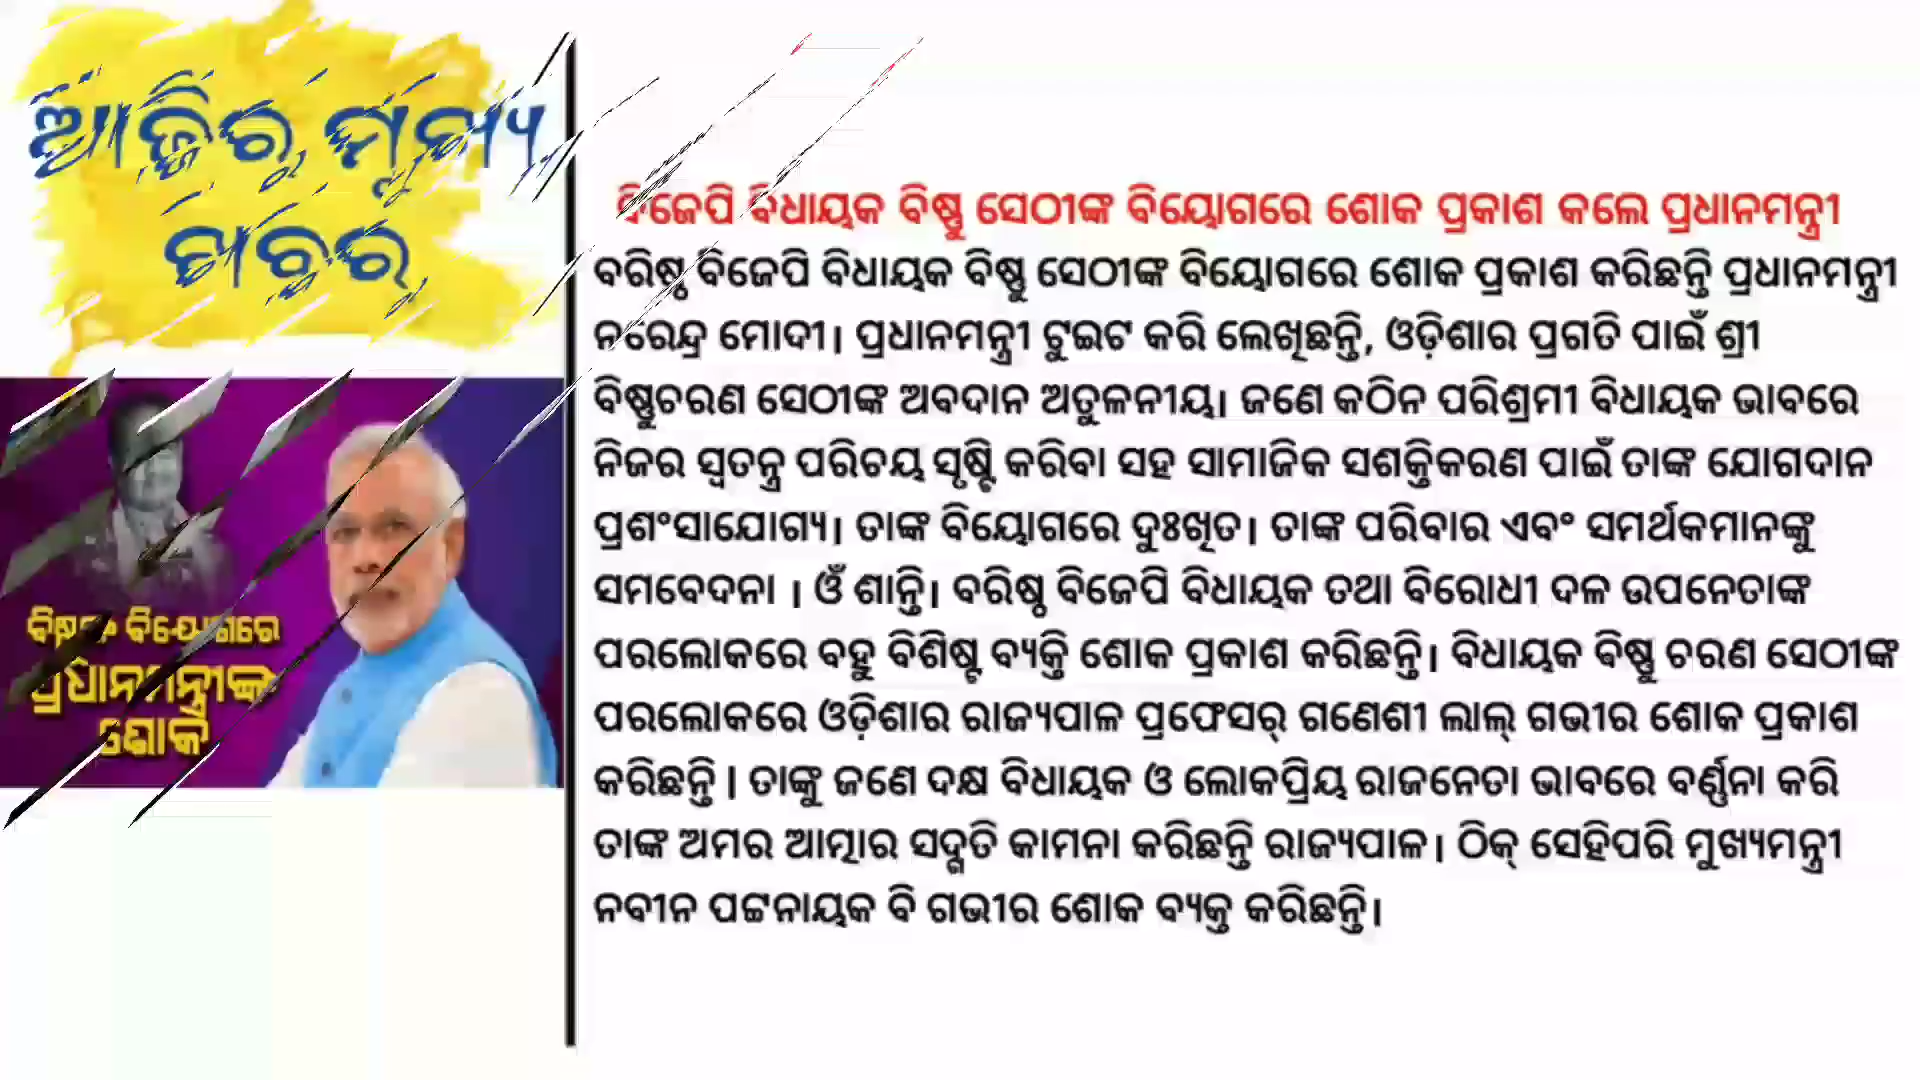 ଆଜିର ମୁଖ୍ୟ
ଖବର
ବିଷ୍ଣୁଙ୍କ ବିୟୋଗରେ
ପ୍ରଧାନମନ୍ତ୍ରୀଙ୍କ
ଶୋକ
ବିଜେପି ବିଧାୟକ ବିଷ୍ଣୁ ସେଠୀଙ୍କ ବିୟୋଗରେ ଶୋକ ପ୍ରକାଶ କଲେ ପ୍ରଧାନମନ୍ତ୍ରୀ
ବରିଷ୍ଠ ବିଜେପି ବିଧାୟକ ବିଷ୍ଣୁ ସେଠୀଙ୍କ ବିୟୋଗରେ ଶୋକ ପ୍ରକାଶ କରିଛନ୍ତି ପ୍ରଧାନମନ୍ତ୍ରୀ
ନରେନ୍ଦ୍ର ମୋଦୀ। ପ୍ରଧାନମନ୍ତ୍ରୀ ଟୁଇଟ କରି ଲେଖିଛନ୍ତି, ଓଡ଼ିଶାର ପ୍ରଗତି ପାଇଁ ଶ୍ରୀ
ବିଷ୍ଣୁଚରଣ ସେଠୀଙ୍କ ଅବଦାନ ଅତୁଳନୀୟ। ଜଣେ କଠିନ ପରିଶ୍ରମୀ ବିଧାୟକ ଭାବରେ
ନିଜର ସ୍ୱତନ୍ତ୍ର ପରିଚୟ ସୃଷ୍ଟି କରିବା ସହ ସାମାଜିକ ସଶକ୍ତିକରଣ ପାଇଁ ତାଙ୍କ ଯୋଗଦାନ
ପ୍ରଶଂସାଯୋଗ୍ୟ। ତାଙ୍କ ବିୟୋଗରେ ଦୁଃଖିତ। ତାଙ୍କ ପରିବାର ଏବଂ ସମର୍ଥକମାନଙ୍କୁ
ସମବେଦନା । ଓଁ ଶାନ୍ତି। ବରିଷ୍ଠ ବିଜେପି ବିଧାୟକ ତଥା ବିରୋଧୀ ଦଳ ଉପନେତାଙ୍କ
ପରଲୋକରେ ବହୁ ବିଶିଷ୍ଟ ବ୍ୟକ୍ତି ଶୋକ ପ୍ରକାଶ କରିଛନ୍ତି। ବିଧାୟକ ବିଷ୍ଣୁ ଚରଣ ସେଠୀଙ୍କ
ପରଲୋକରେ ଓଡ଼ିଶାର ରାଜ୍ୟପାଳ ପ୍ରଫେସର୍ ଗଣେଶୀ ଲାଲ୍ ଗଭୀର ଶୋକ ପ୍ରକାଶ
କରିଛନ୍ତି | ତାଙ୍କୁ ଜଣେ ଦକ୍ଷ ବିଧାୟକ ଓ ଲୋକପ୍ରିୟ ରାଜନେତା ଭାବରେ ବର୍ଣ୍ଣନା କରି
ତାଙ୍କ ଅମର ଆତ୍ମାର ସଦ୍ଗତି କାମନା କରିଛନ୍ତି ରାଜ୍ୟପାଳ। ଠିକ୍ ସେହିପରି ମୁଖ୍ୟମନ୍ତ୍ରୀ
ନବୀନ ପଟ୍ଟନାୟକ ବି ଗଭୀର ଶୋକ ବ୍ୟକ୍ତ କରିଛନ୍ତି।